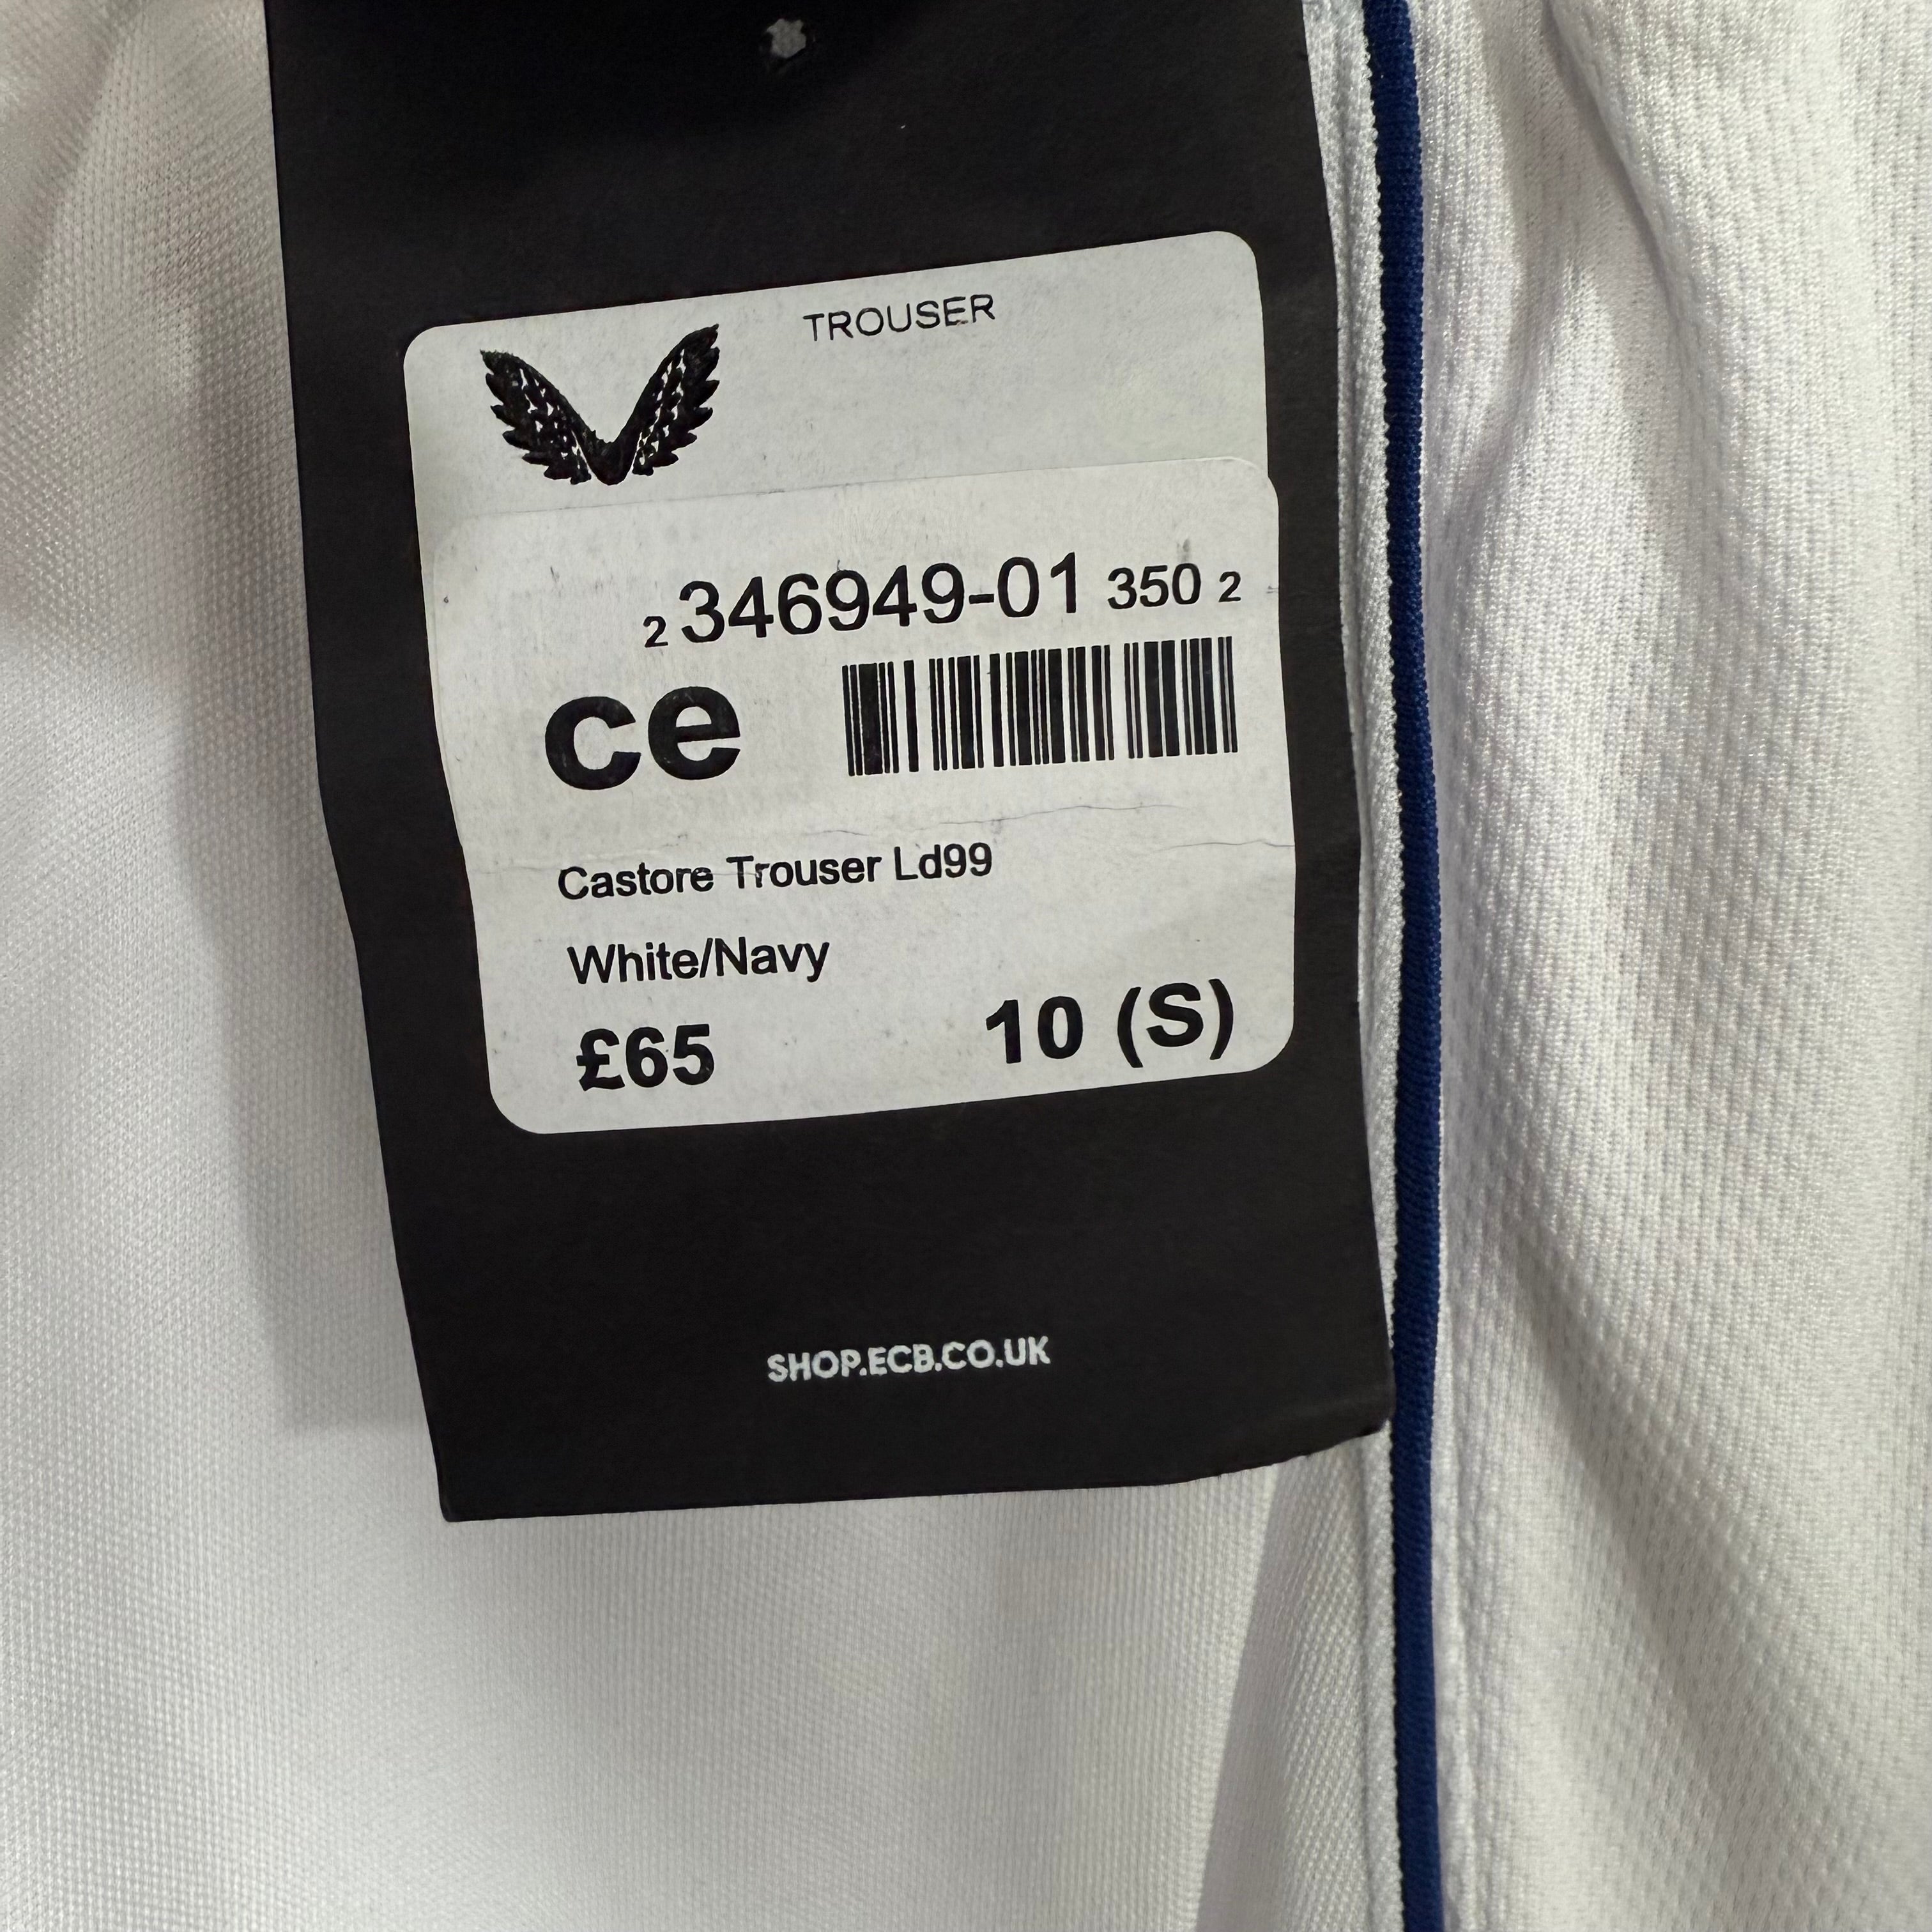 TROUSER
2 346949-01 350 2
ce
Castore Trouser Ld99
White/Navy
£65 10 (S)
SHOP.ECB.CO.UK